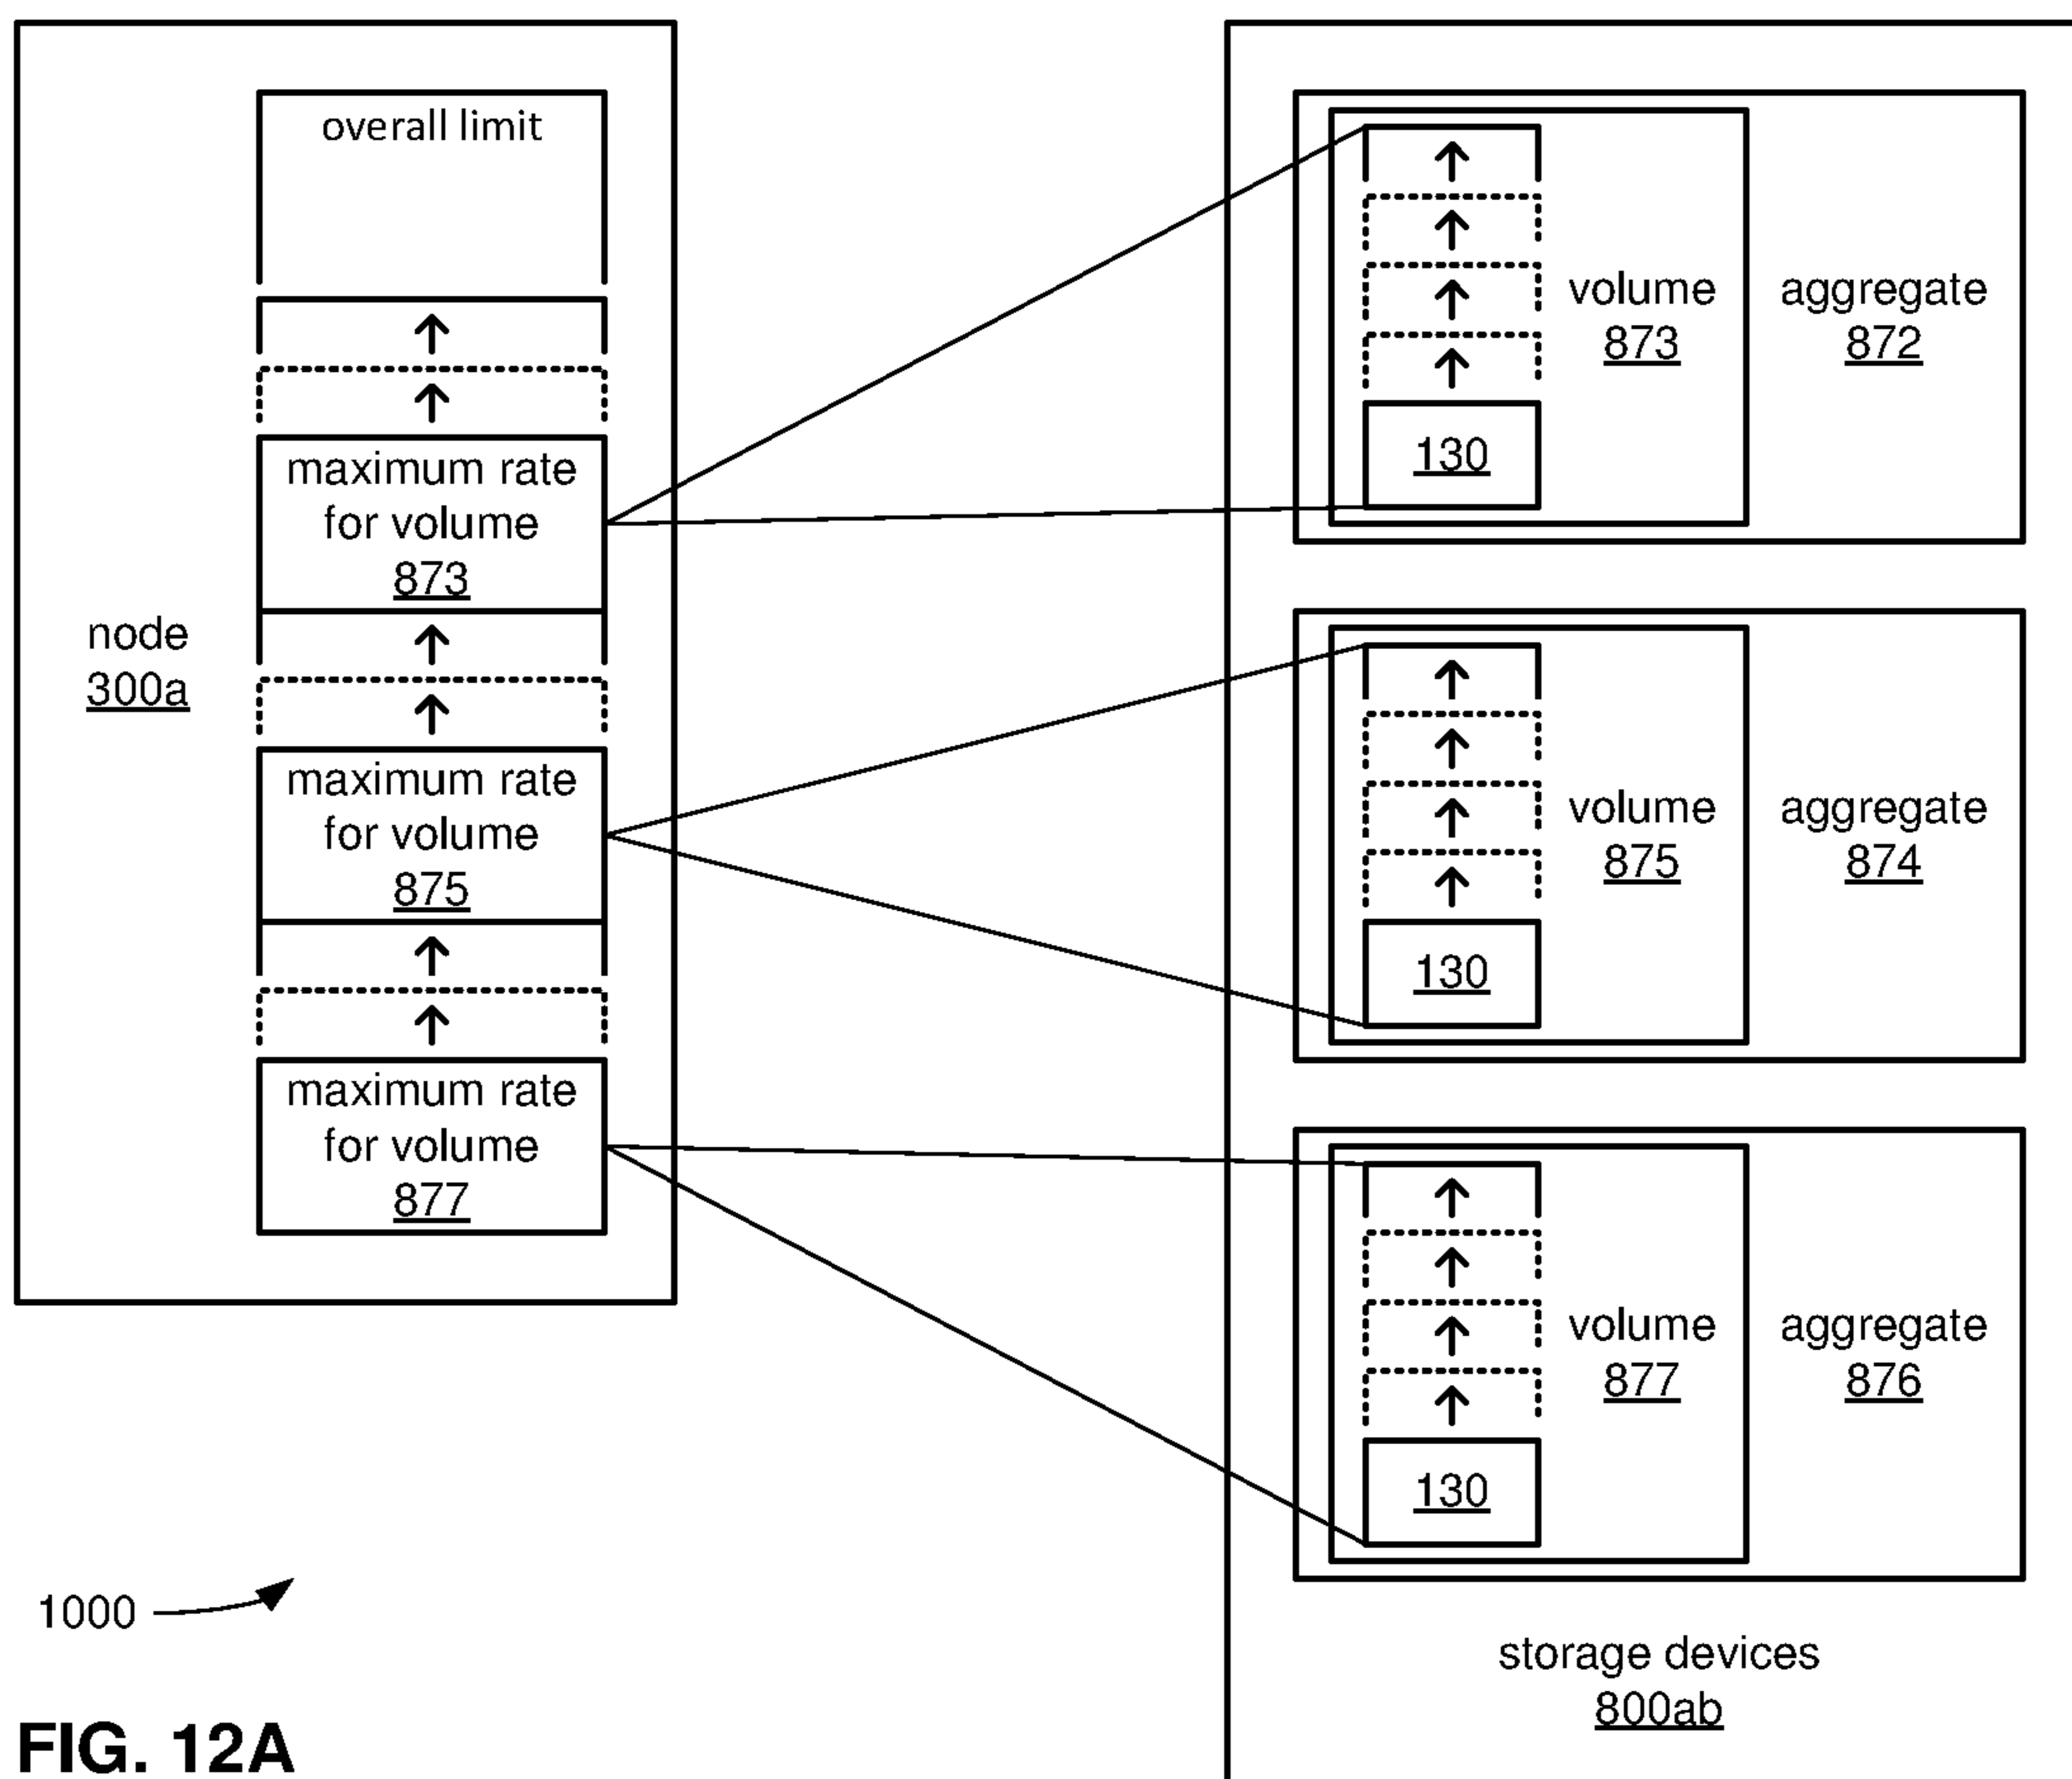 overall limit
maximum rate
for volume
873
node
300a
maximum rate
for volume
875
maximum rate
for volume
877
volume
873
aggregate
872
130
volume
875
aggregate
874
130
volume
877
aggregate
876
130
storage devices
800ab
1000
FIG. 12A